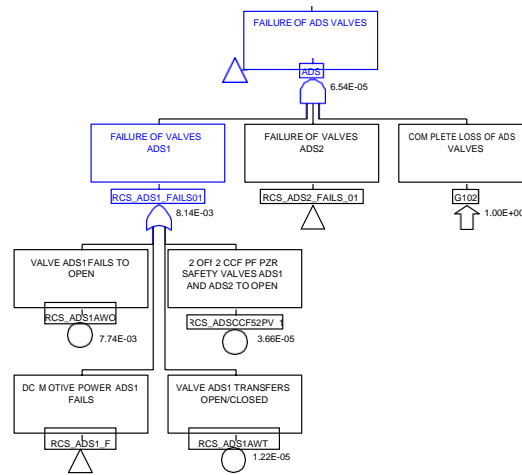 FAILURE OF ADS VALVES
ADS
6.54E-05
FAILURE OF VALVES
ADS1
RCS_ADS1_FAILS01
8.14E-03
FAILURE OF VALVES
ADS2
RCS_ADS2_FAILS_01
COMPLETE LOSS OF ADS
VALVES
G102
1.00E+00
VALVE ADS1 FAILS TO
OPEN
RCS_ADS1AWO
7.74E-03
2 OFf 2 CCF PF PZR
SAFETY VALVES ADS1
AND ADS2 TO OPEN
RCS_ADSCCF52PV_1
3.66E-05
DC MOTIVE POWER ADS1
FAILS
RCS_ADS1_F
VALVE ADS1 TRANSFERS
OPEN/CLOSED
RCS_ADS1AWT
1.22E-05